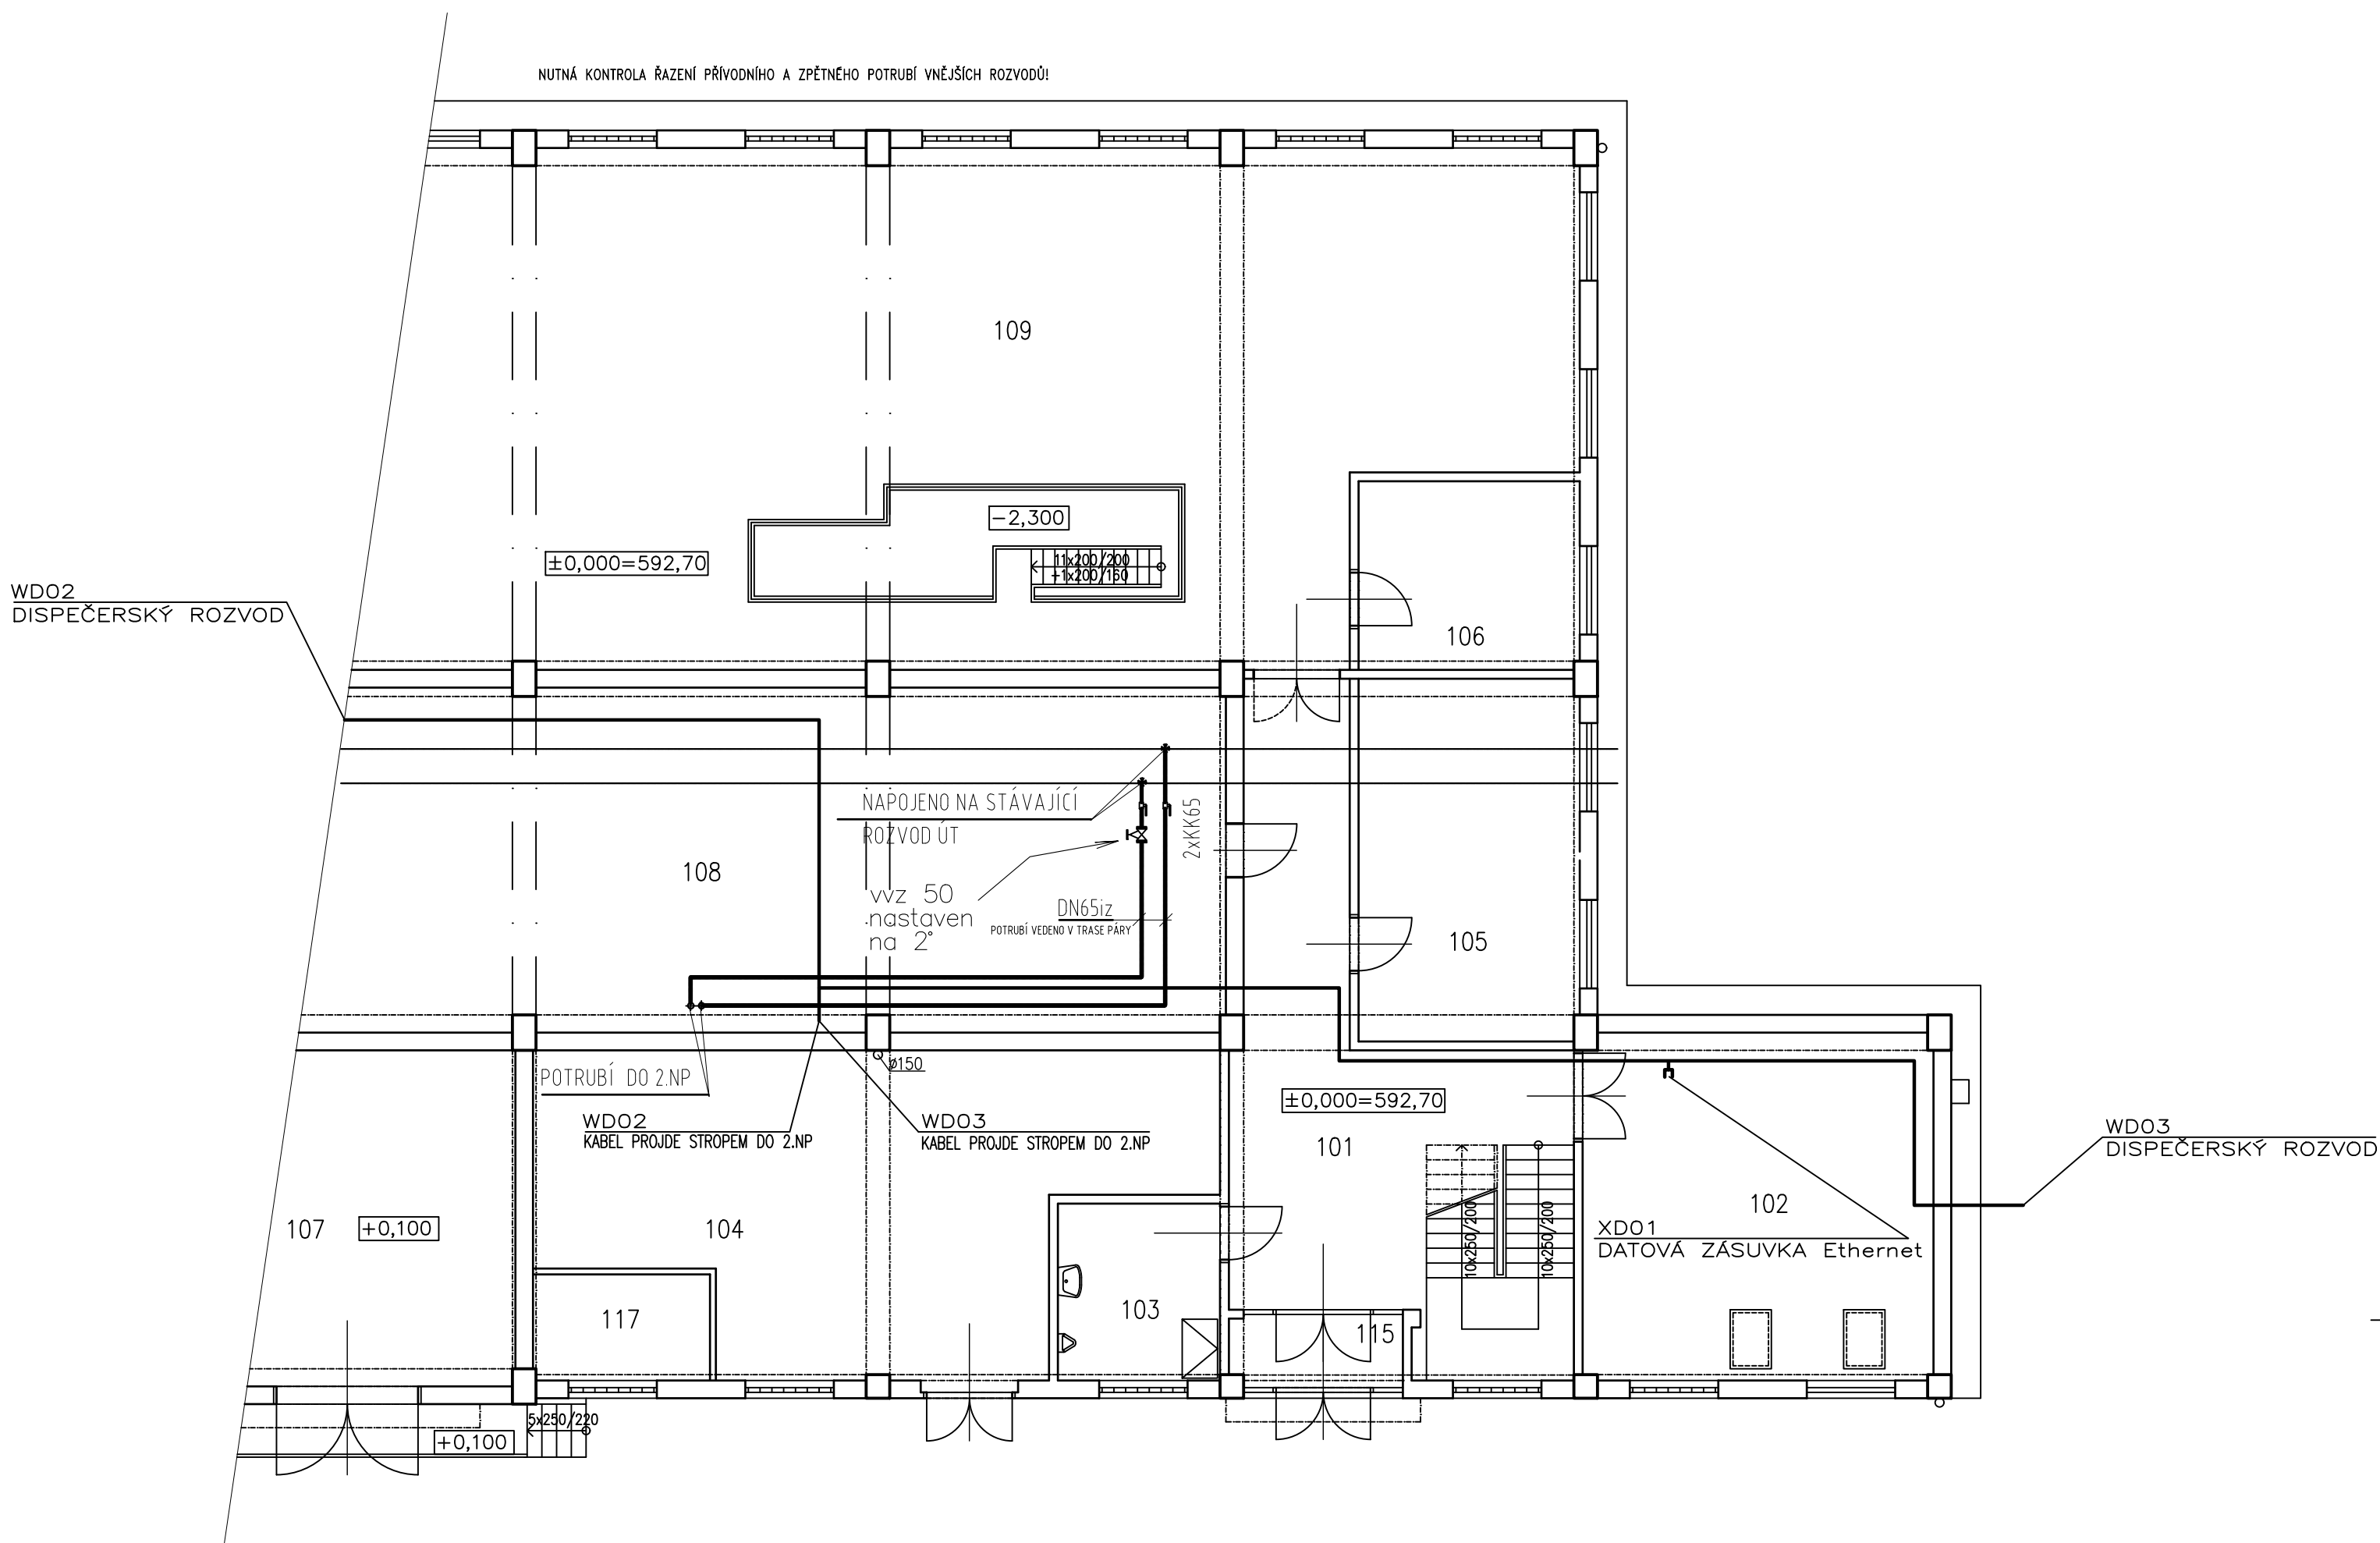 NUTNÁ KONTROLA ŘAZENÍ PŘÍVODNÍHO A ZPĚTNÉHO POTRUBÍ VNĚJŠÍCH ROZVODŮ!
109
-2,300
±0,000=592,70
11x200/200
+1x200/160
WD02
DISPEČERSKÝ ROZVOD
106
NAPOJENO NA STÁVAJÍCÍ
ROZVOD ÚT
2xKK65
108
vvz 50
nastaven
na 2°
DN65iz
POTRUBÍ VEDENO V TRASE PÁRY
105
ø150
POTRUBÍ DO 2.NP
WD02
KABEL PROJDE STROPEM DO 2.NP
WD03
KABEL PROJDE STROPEM DO 2.NP
±0,000=592,70
101
WD03
DISPEČERSKÝ ROZVOD
102
XD01
DATOVÁ ZÁSUVKA Ethernet
10x250/200
10x250/200
107
+0,100
104
117
103
115
5x250/220
+0,100